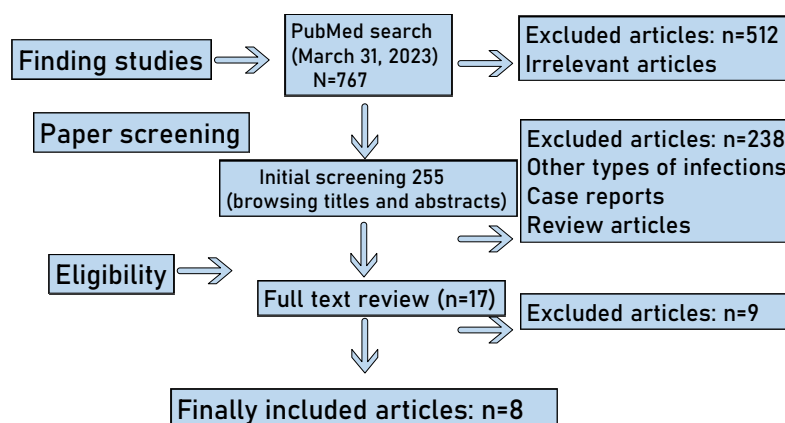 Finding studies
PubMed search
(March 31, 2023)
N=767
Excluded articles: n=512
Irrelevant articles
Paper screening
Initial screening 255
(browsing titles and abstracts)
Excluded articles: n=238
Other types of infections
Case reports
Review articles
Eligibility
Full text review (n=17)
Excluded articles: n=9
Finally included articles: n=8